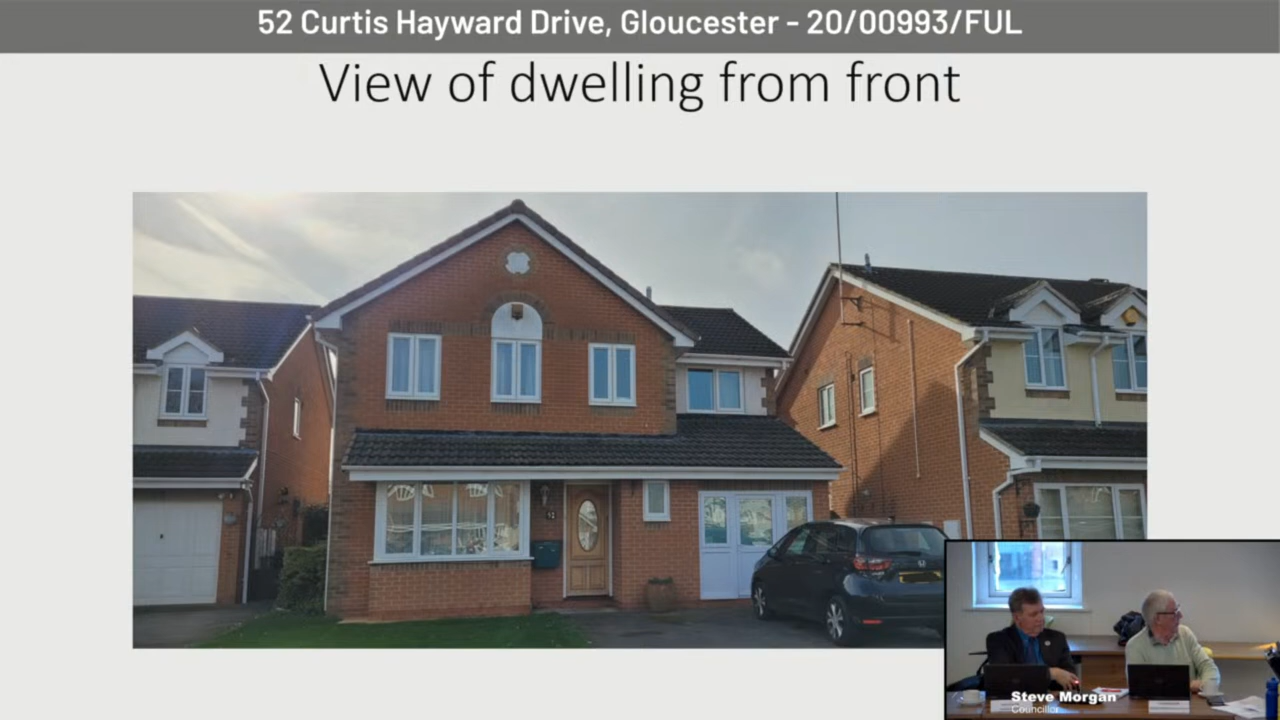 52 Curtis Hayward Drive, Gloucester - 20/00993/FUL
View of dwelling from front
Steve Morgan
Councillor